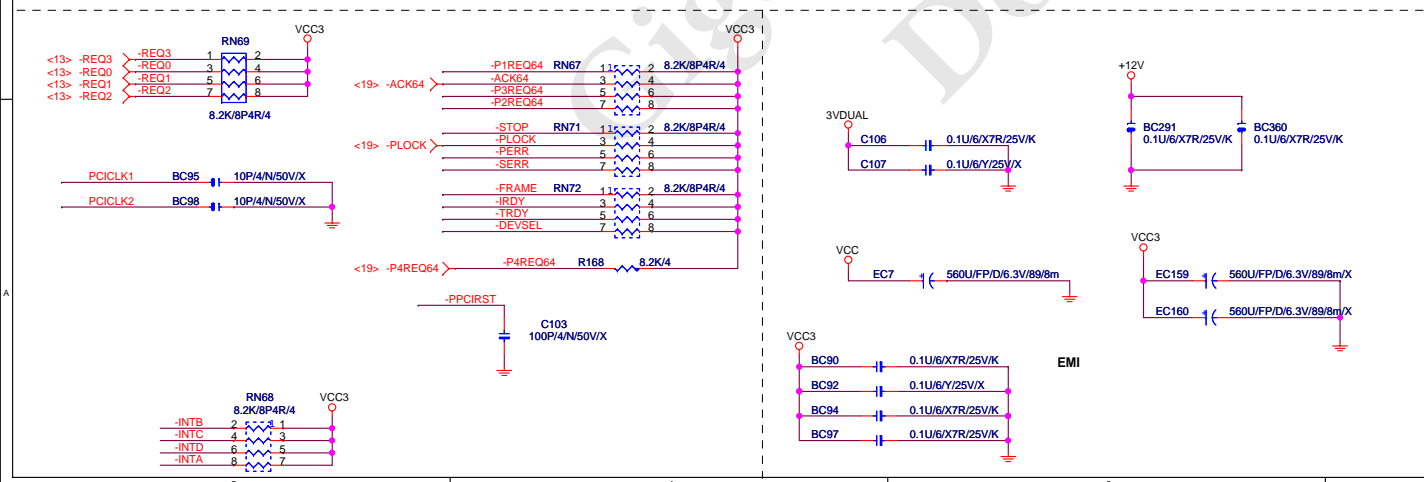 RN69
VCC3
<13> -REQ3 -REQ3 1 2
<13> -REQ0 -REQ0 3 4
<13> -REQ1 -REQ1 5 6
<13> -REQ2 -REQ2 7 8
8.2K/8P4R/4
PCICLK1 BC95 10P/4/N/50V/X
PCICLK2 BC98 10P/4/N/50V/X
VCC3
-P1REQ64 RN67 1 1 2 8.2K/8P4R/4
<19> -ACK64 -ACK64 3 4
-P3REQ64 5 6
-P2REQ64 7 8
-STOP RN71 1 1 2 8.2K/8P4R/4
<19> -PLOCK -PLOCK 3 4
-PERR 5 6
-SERR 7 8
-FRAME RN72 1 1 2 8.2K/8P4R/4
-IRDY 3 4
-TRDY 5 6
-DEVSEL 7 8
<19> -P4REQ64 -P4REQ64 R168 8.2K/4
-PPCIRST
C103
100P/4/N/50V/X
RN68
8.2K/8P4R/4
VCC3
-INTB 2 1 1
-INTC 4 3
-INTD 6 5
-INTA 8 7
3VDUAL
C106 0.1U/6/X7R/25V/K
C107 0.1U/6/Y/25V/X
+12V
BC291
0.1U/6/X7R/25V/K
BC360
0.1U/6/X7R/25V/K
VCC
EC7 560U/FP/D/6.3V/89/8m
VCC3
EC159 560U/FP/D/6.3V/89/8m/X
EC160 560U/FP/D/6.3V/89/8m/X
VCC3
BC90 0.1U/6/X7R/25V/K
BC92 0.1U/6/Y/25V/X
BC94 0.1U/6/X7R/25V/K
BC97 0.1U/6/X7R/25V/K
EMI
A